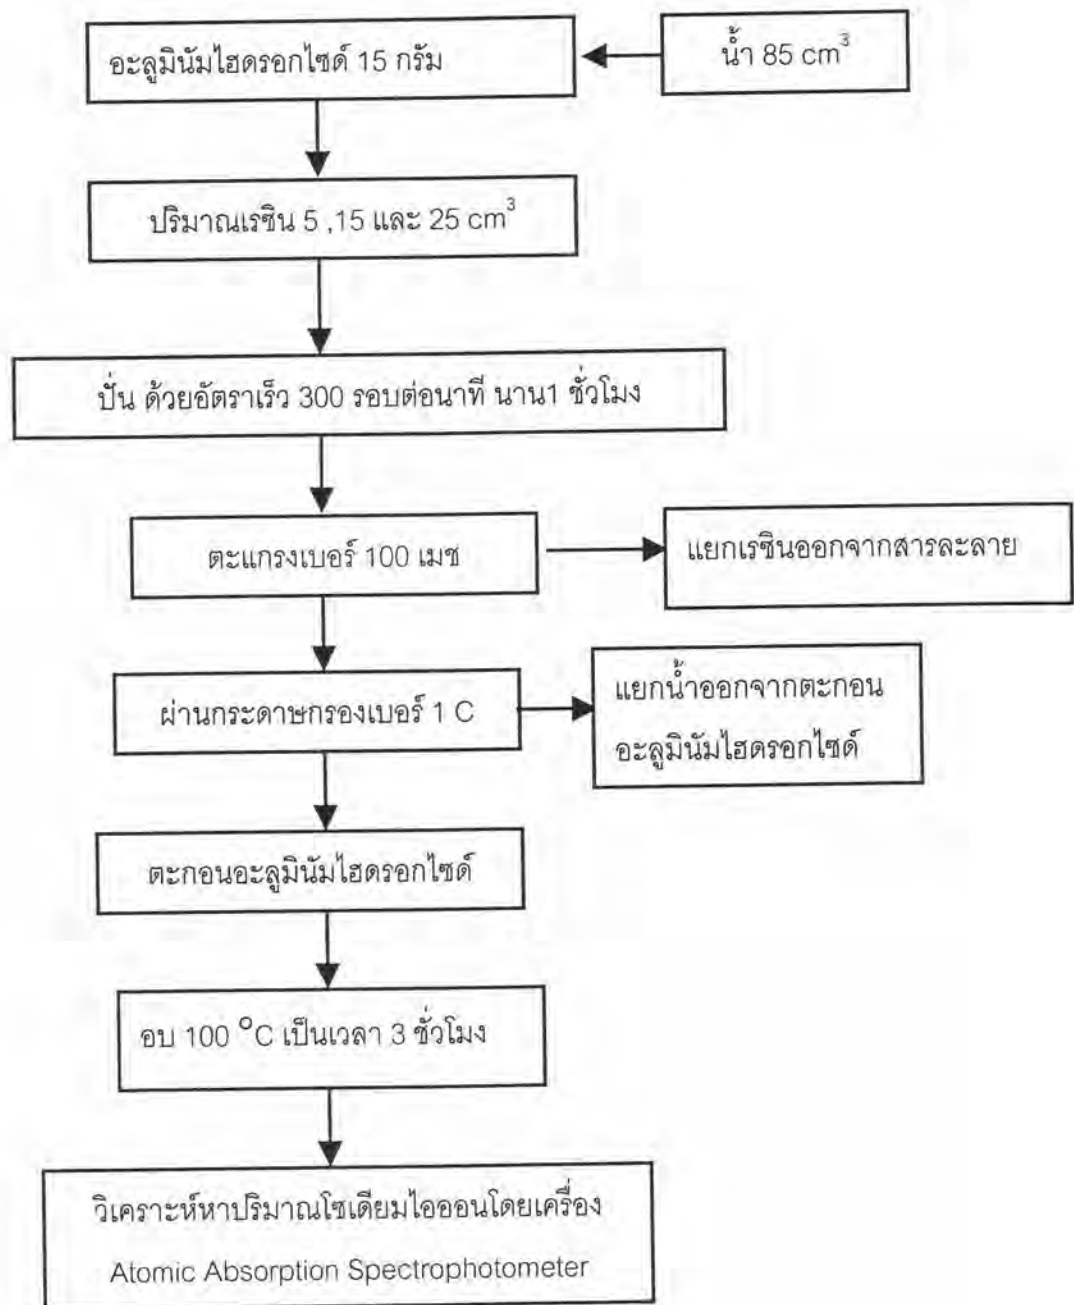 อะลูมินัมไฮดรอกไซด์ 15 กรัม
น้ำ 85 cm³
ปริมาณเรซิน 5 ,15 และ 25 cm³
ปั่น ด้วยอัตราเร็ว 300 รอบต่อนาที นาน1 ชั่วโมง
ตะแกรงเบอร์ 100 เมช
แยกเรซินออกจากสารละลาย
ผ่านกระดาษกรองเบอร์ 1 C
แยกน้ำออกจากตะกอน
อะลูมินัมไฮดรอกไซด์
ตะกอนอะลูมินัมไฮดรอกไซด์
อบ 100 °C เป็นเวลา 3 ชั่วโมง
วิเคราะห์หาปริมาณโซเดียมไอออนโดยเครื่อง
Atomic Absorption Spectrophotometer